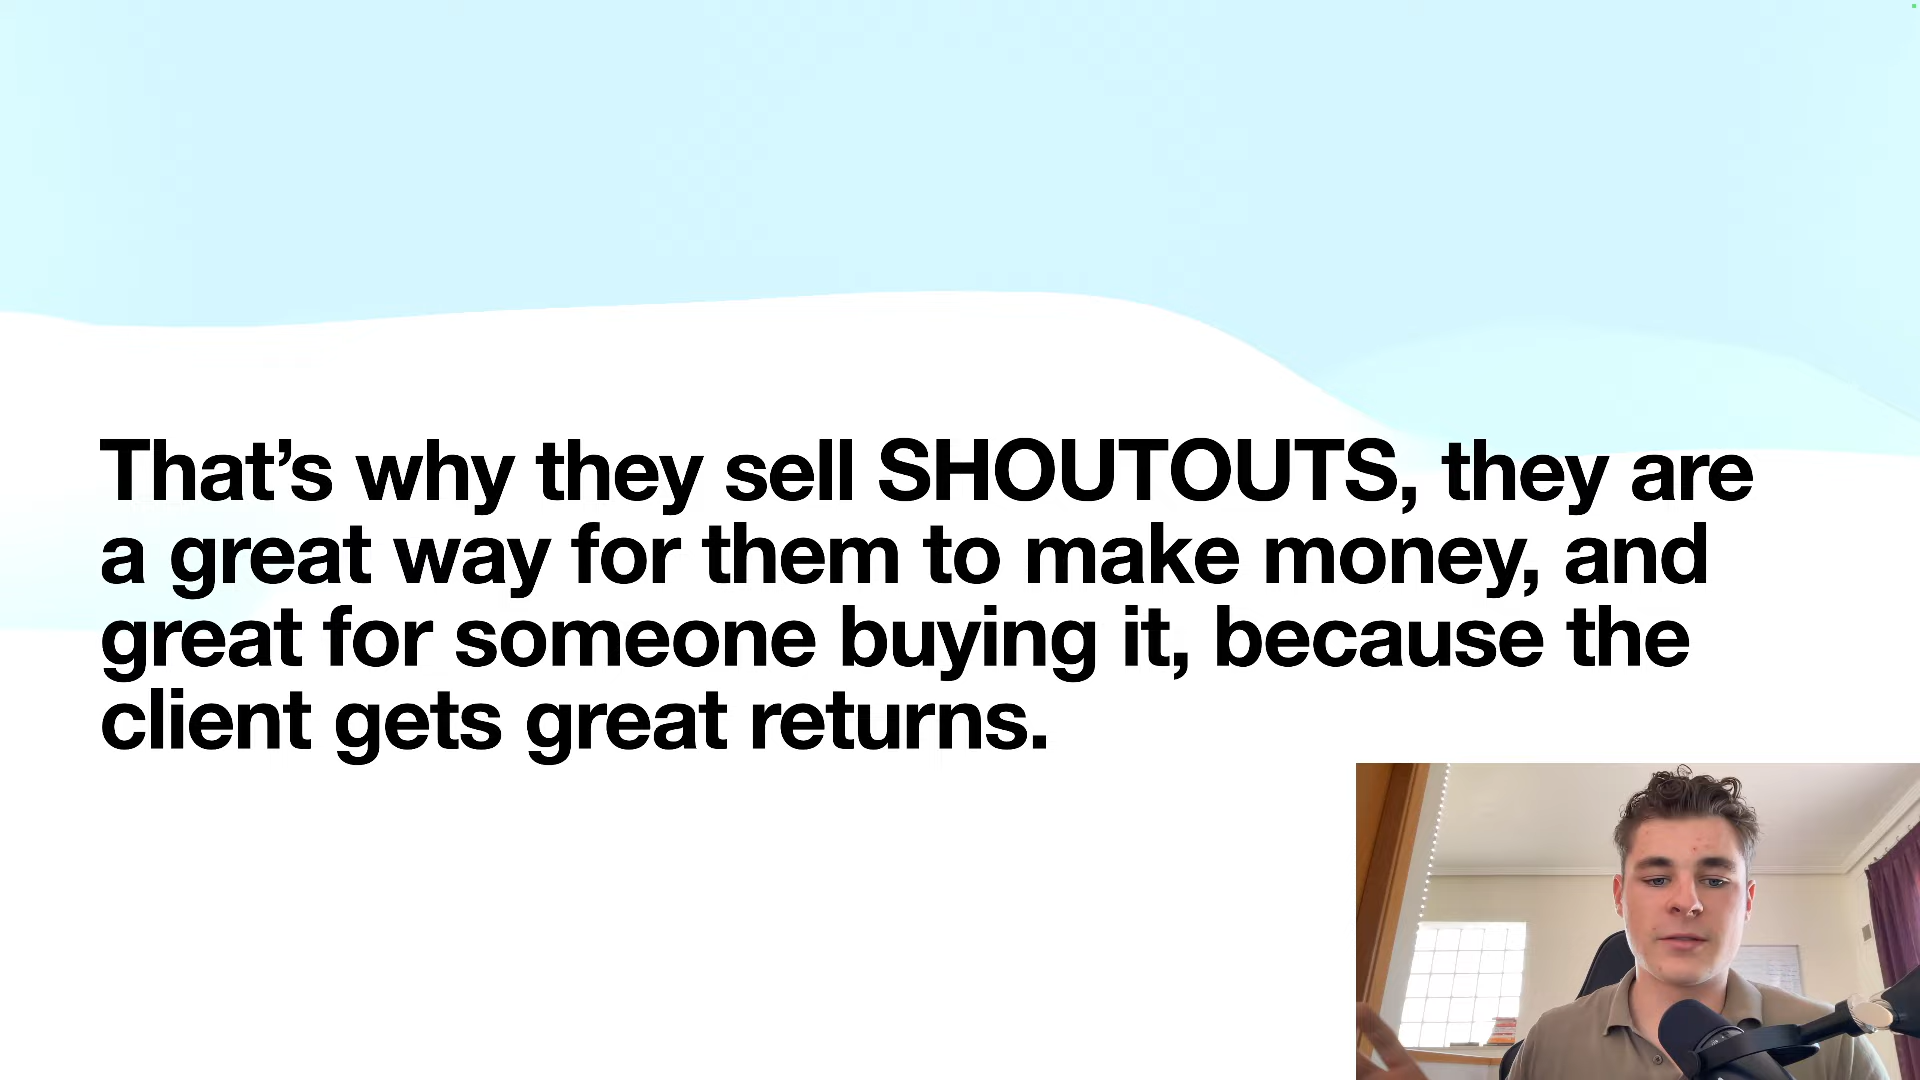 That’s why they sell SHOUTOUTS, they are
a great way for them to make money, and
great for someone buying it, because the
client gets great returns.